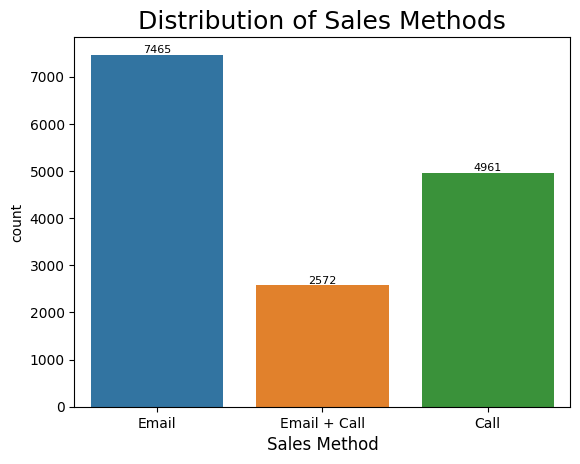 Distribution of Sales Methods
7465
7000
6000
5000
4961
4000
3000
2572
2000
1000
0
count
Email
Email + Call
Call
Sales Method